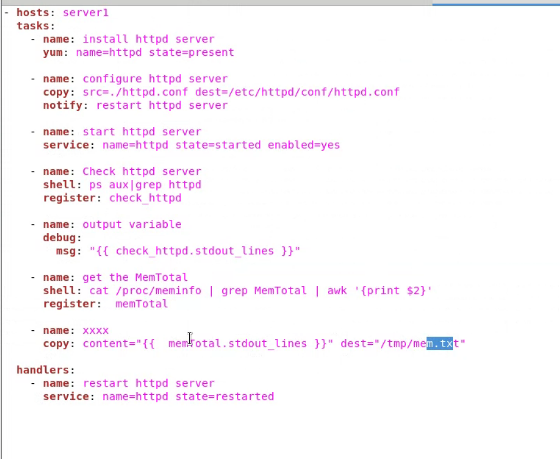 - hosts: server1
  tasks:
    - name: install httpd server
      yum: name=httpd state=present

    - name: configure httpd server
      copy: src=./httpd.conf dest=/etc/httpd/conf/httpd.conf
      notify: restart httpd server

    - name: start httpd server
      service: name=httpd state=started enabled=yes

    - name: Check httpd server
      shell: ps aux|grep httpd
      register: check_httpd

    - name: output variable
      debug:
        msg: "{{ check_httpd.stdout_lines }}"

    - name: get the MemTotal
      shell: cat /proc/meminfo | grep MemTotal | awk '{print $2}'
      register:  memTotal

    - name: xxxx
      copy: content="{{  memTotal.stdout_lines }}" dest="/tmp/mem.txt"

  handlers:
    - name: restart httpd server
      service: name=httpd state=restarted